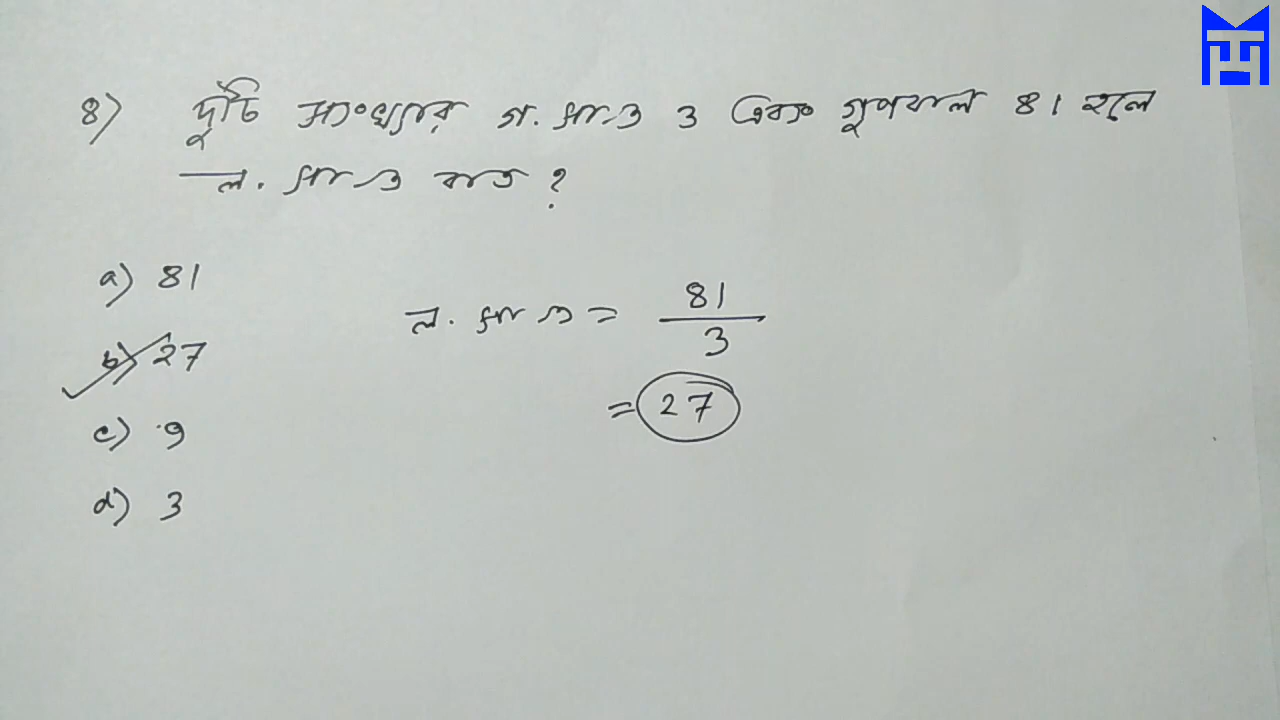 ৪) দুটি সংখ্যার গ.সা.গু 3 এবং গুণফল 81 হলে
ল. সা গু কত ?
a) 81
b) 27
c) 9
d) 3
ল. সা গু = 81
3
= 27